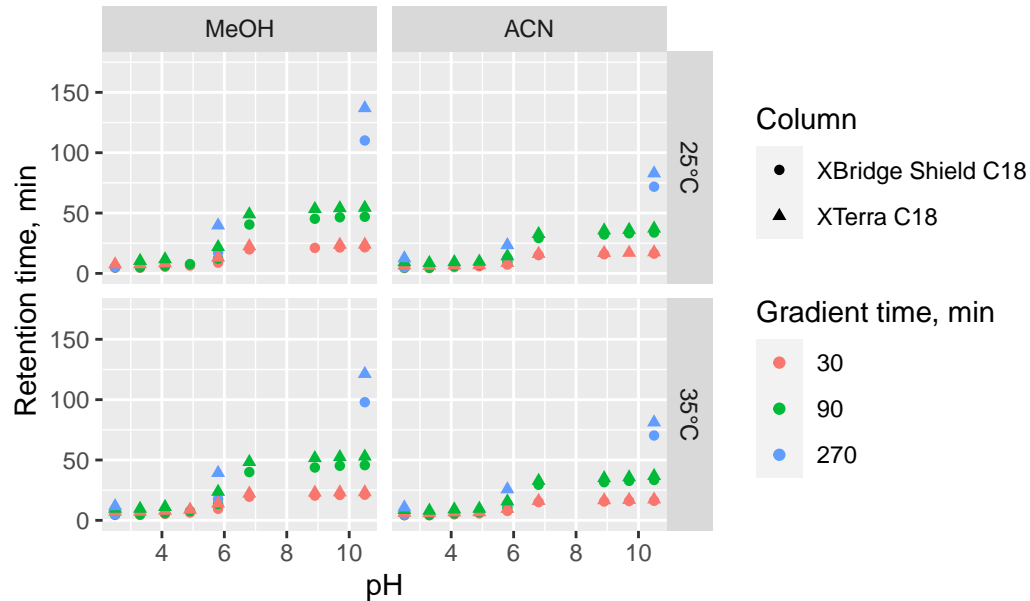 MeOH
ACN
150
100
50
0
25°C
150
100
50
0
35°C
4
6
8
10
4
6
8
10
pH
Retention time, min
Column
XBridge Shield C18
XTerra C18
Gradient time, min
30
90
270